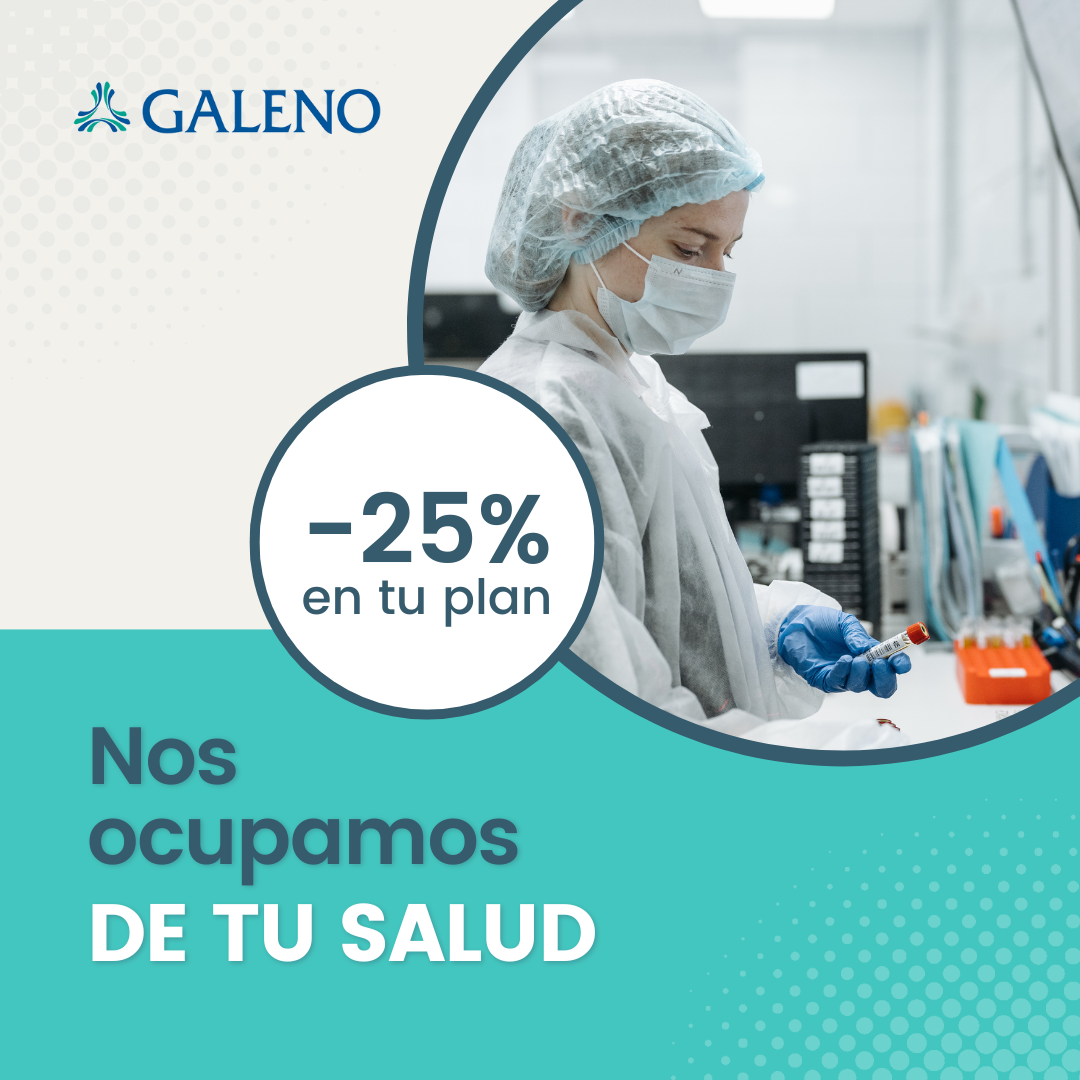 GALENO
-25%
en tu plan
Nos
ocupamos
DE TU SALUD